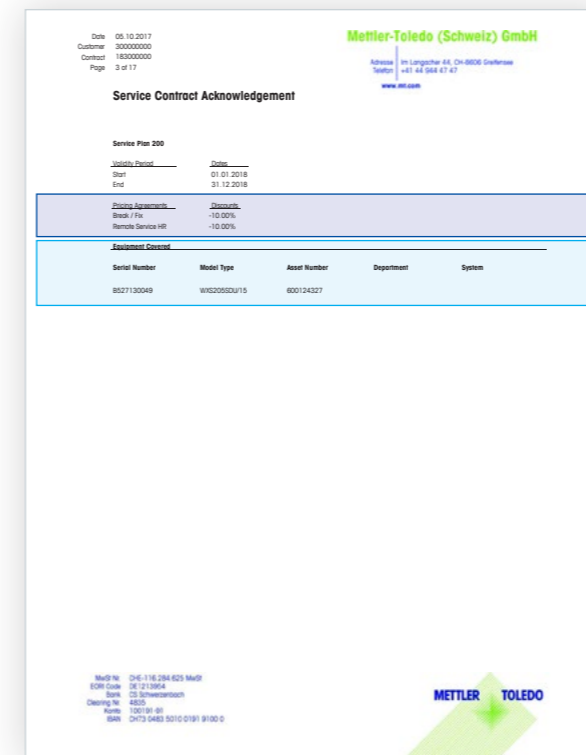 Date 05.10.2017
Customer 300000000
Contract 183000000
Page 3 of 17
Mettler-Toledo (Schweiz) GmbH
Adresse Im Langacher 44, CH-8606 Greifensee
Telefon +41 44 944 47 47
www.mt.com
Service Contract Acknowledgement
Service Plan 200
Validity Period Dates
Start 01.01.2018
End 31.12.2018
Pricing Agreements Discounts
Break / Fix -10.00%
Remote Service HR -10.00%
Equipment Covered
Serial Number Model Type Asset Number Department System
B527130049 WXS205SDU/15 600124327
MwSt Nr. CHE-116.284.625 MwSt
EORI Code DE1213954
Bank CS Schwerzenbach
Clearing Nr. 4835
Konto 100191-91
IBAN CH73 0483 5010 0191 9100 0
METTLER TOLEDO